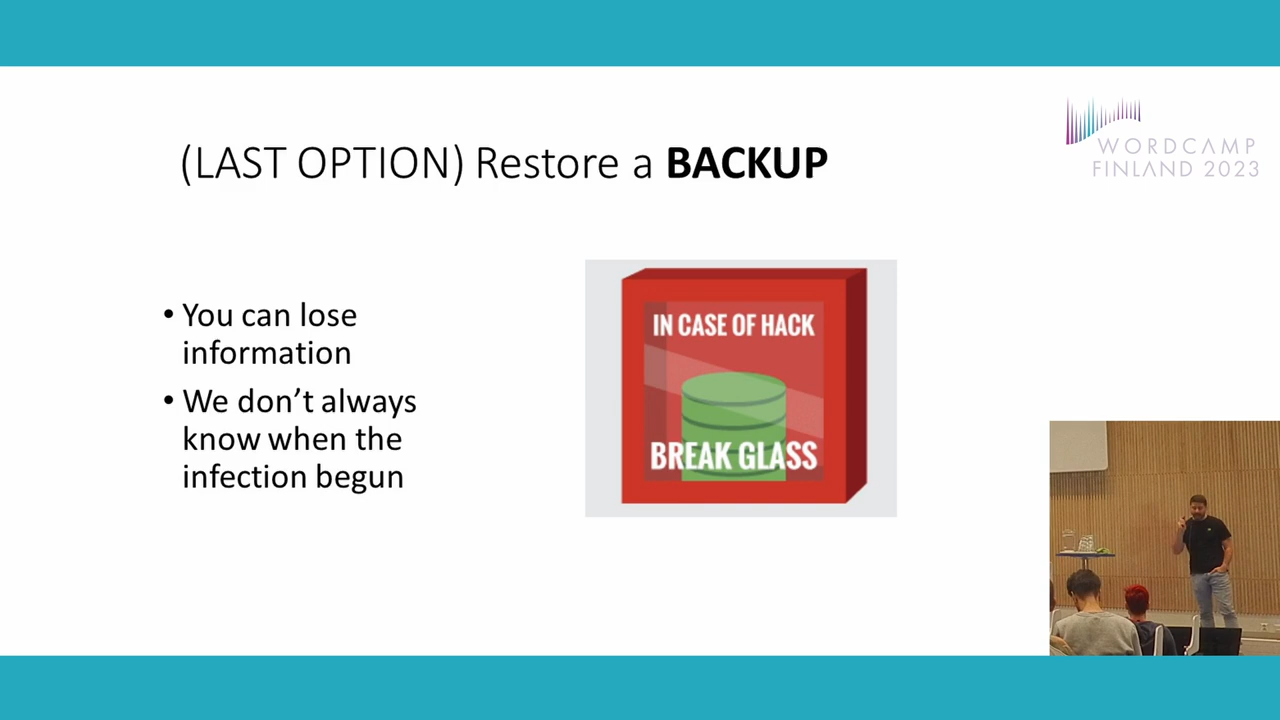 (LAST OPTION) Restore a BACKUP
WORDCAMP
FINLAND 2023
• You can lose
information
• We don't always
know when the
infection begun
IN CASE OF HACK
BREAK GLASS